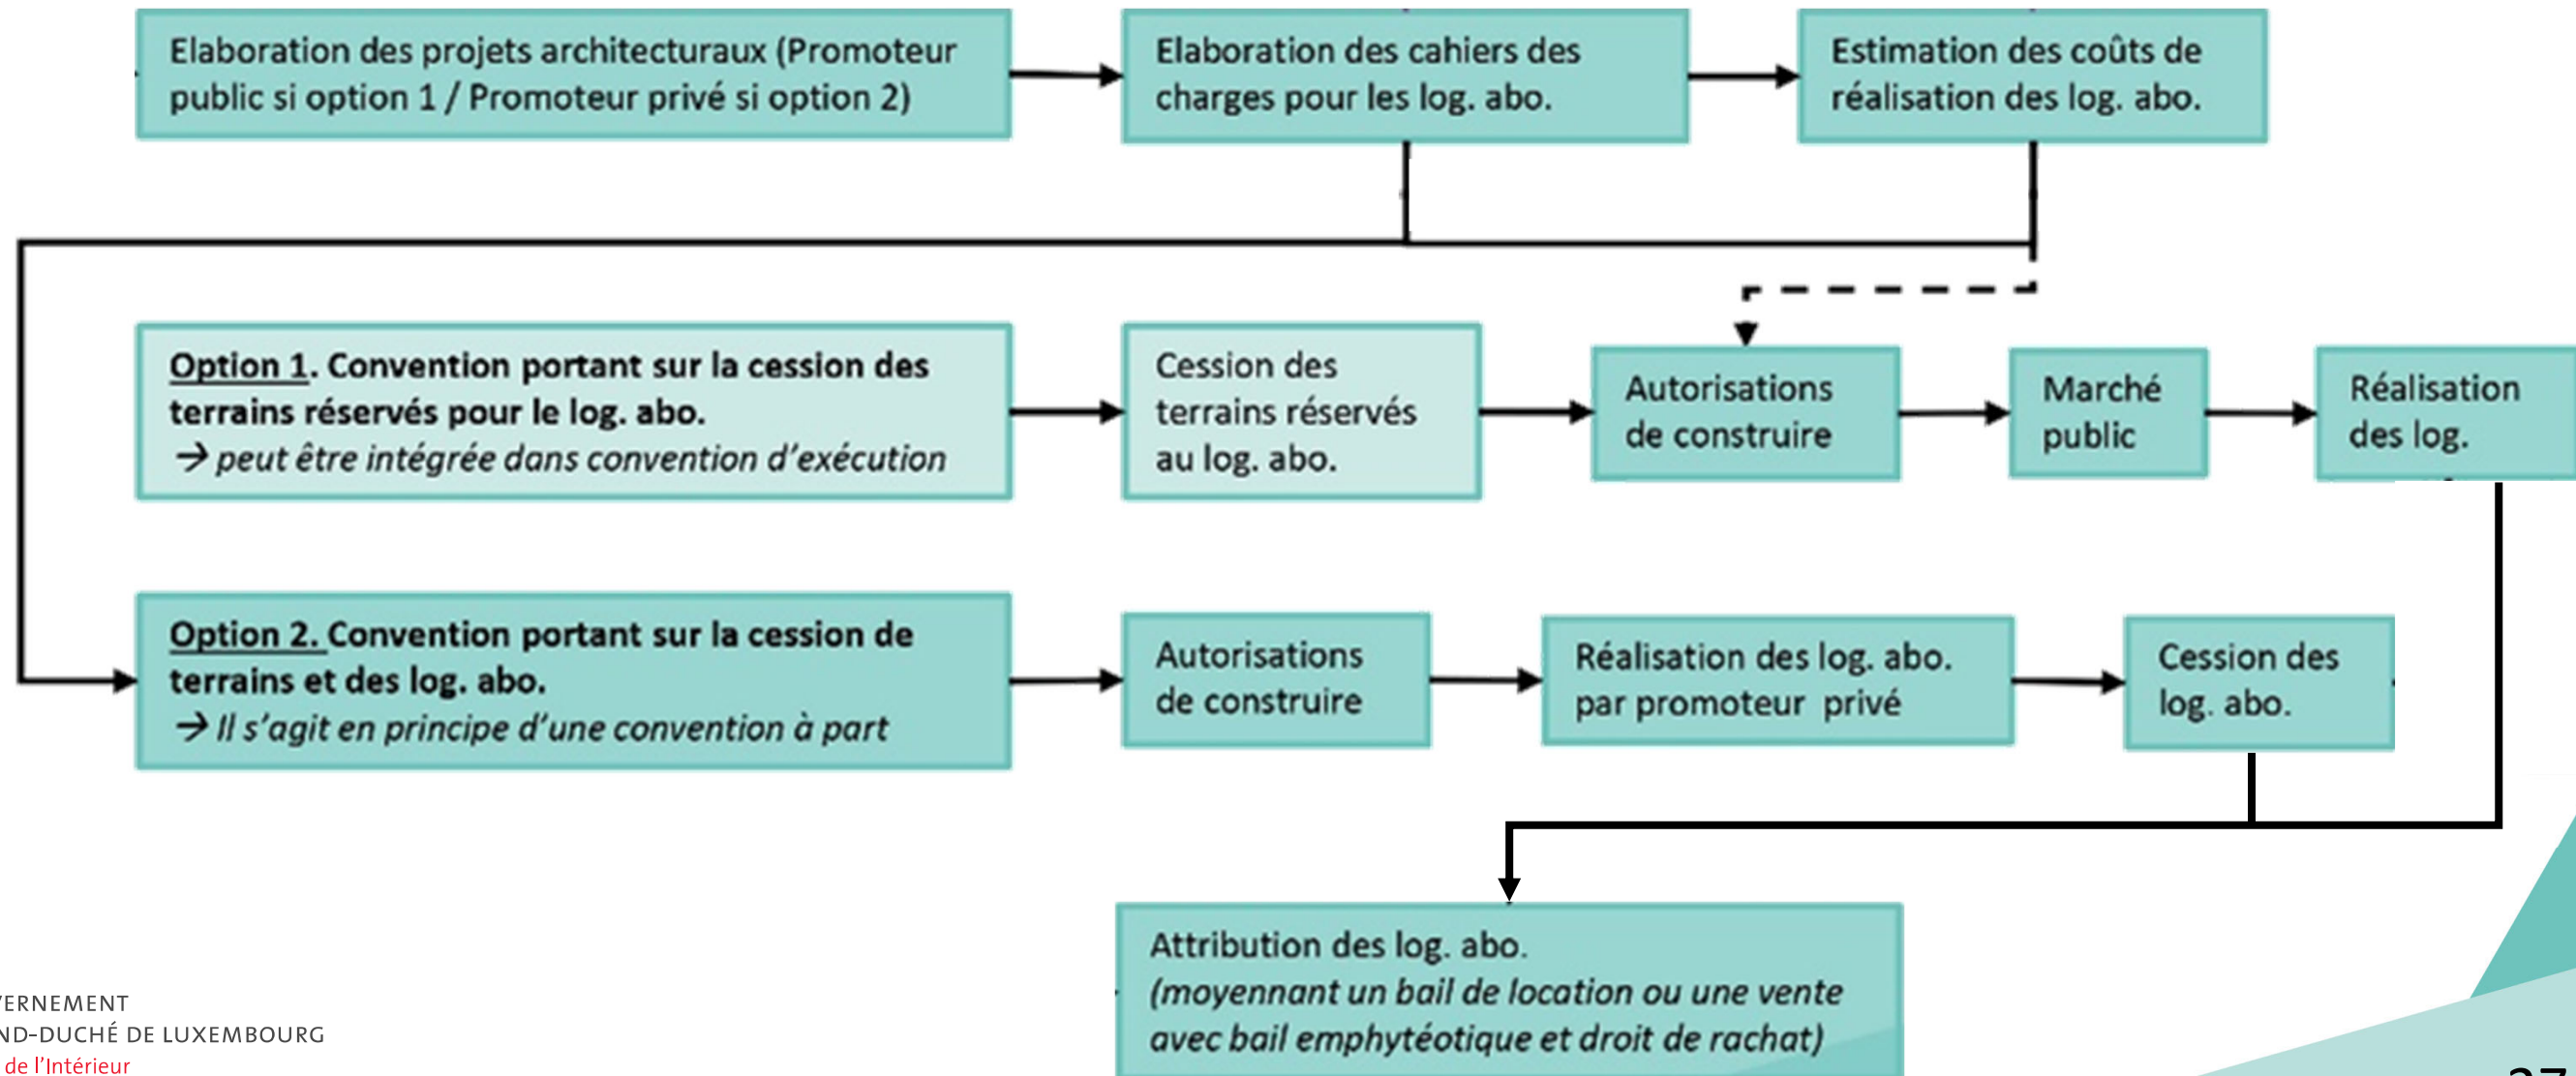 Elaboration des projets architecturaux (Promoteur
public si option 1 / Promoteur privé si option 2)
Elaboration des cahiers des
charges pour les log. abo.
Estimation des coûts de
réalisation des log. abo.
Option 1. Convention portant sur la cession des
terrains réservés pour le log. abo.
→ peut être intégrée dans convention d'exécution
Cession des
terrains réservés
au log. abo.
Autorisations
de construire
Marché
public
Réalisation
des log.
Option 2. Convention portant sur la cession de
terrains et des log. abo.
→ Il s'agit en principe d'une convention à part
Autorisations
de construire
Réalisation des log. abo.
par promoteur privé
Cession des
log. abo.
Attribution des log. abo.
(moyennant un bail de location ou une vente
avec bail emphytéotique et droit de rachat)
VERNEMENT
ND-DUCHÉ DE LUXEMBOURG
de l'Intérieur